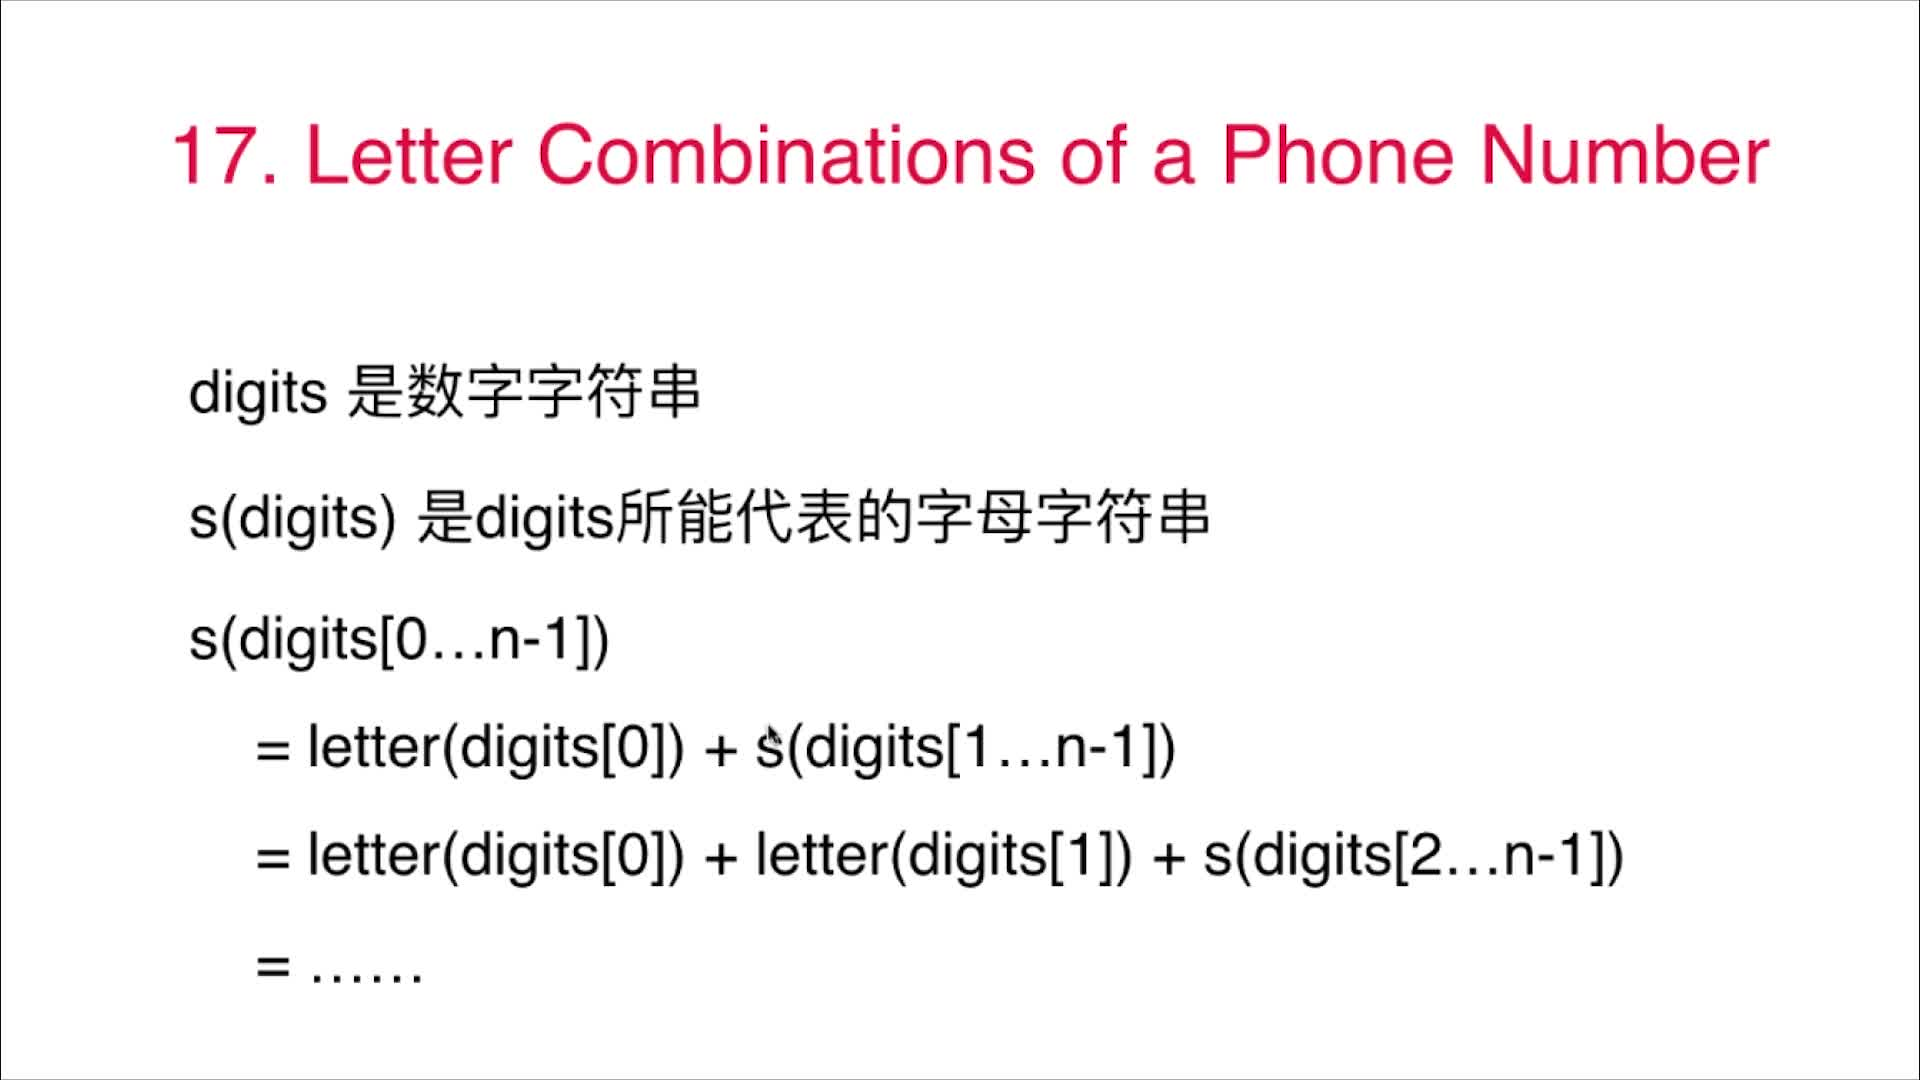 17. Letter Combinations of a Phone Number
digits 是数字字符串
s(digits) 是digits所能代表的字母字符串
s(digits[0…n-1])
= letter(digits[0]) + s(digits[1…n-1])
= letter(digits[0]) + letter(digits[1]) + s(digits[2…n-1])
= ……